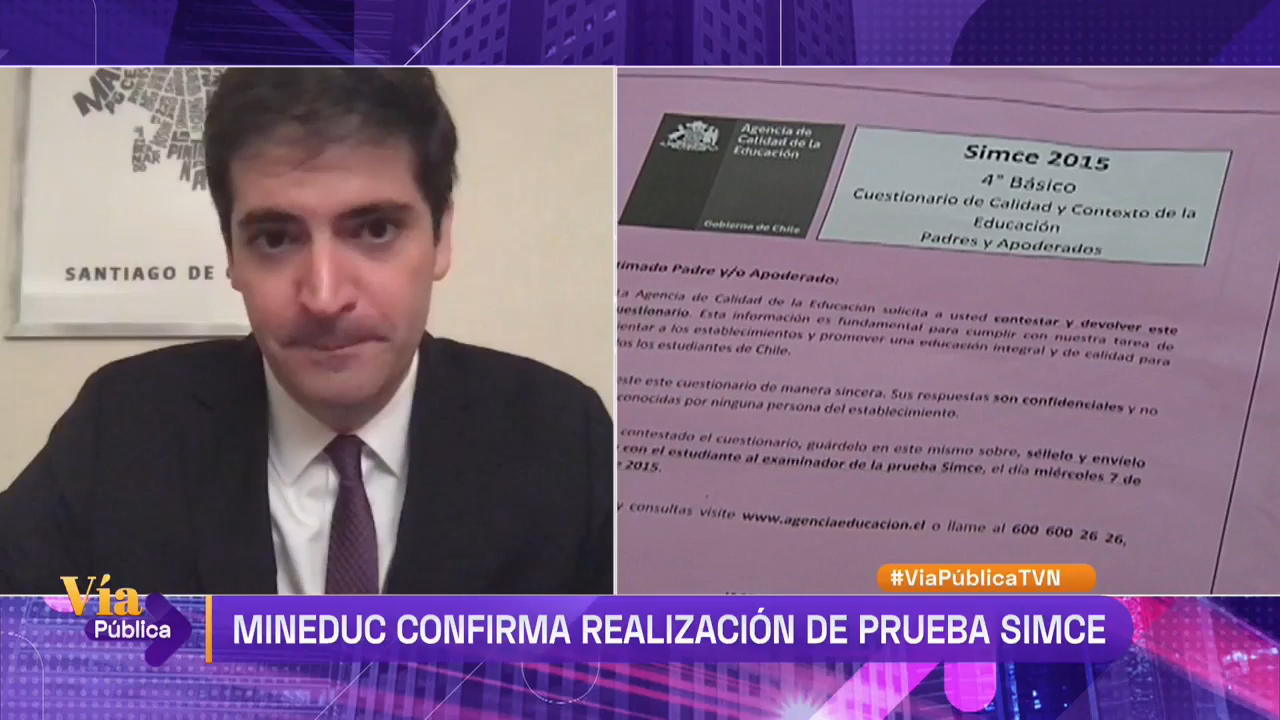 MA
PINT
SANTIAGO DE
Agencia de
Calidad de la
Educación
Gobierno de Chile
Simce 2015
4° Básico
Cuestionario de Calidad y Contexto de la
Educación
Padres y Apoderados
timado Padre y/o Apoderado:
La Agencia de Calidad de la Educación solicita a usted contestar y devolver este
uestionario. Esta información es fundamental para cumplir con nuestra tarea de
ientar a los establecimientos y promover una educación integral y de calidad para
dos los estudiantes de Chile.
este este cuestionario de manera sincera. Sus respuestas son confidenciales y no
conocidas por ninguna persona del establecimiento.
contestado el cuestionario, guárdelo en este mismo sobre, séllelo y envíelo
con el estudiante al examinador de la prueba Simce, el día miércoles 7 de
2015.
y consultas visite www.agenciaeducacion.cl o llame al 600 600 26 26,
#ViaPúblicaTVN
Vía
Pública
MINEDUC CONFIRMA REALIZACIÓN DE PRUEBA SIMCE